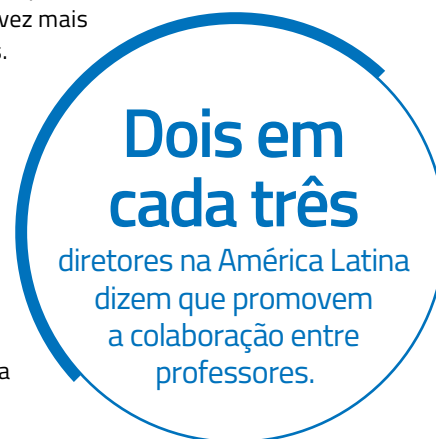 vez mais
s.
Dois em
cada três
diretores na América Latina
dizem que promovem
a colaboração entre
professores.
a